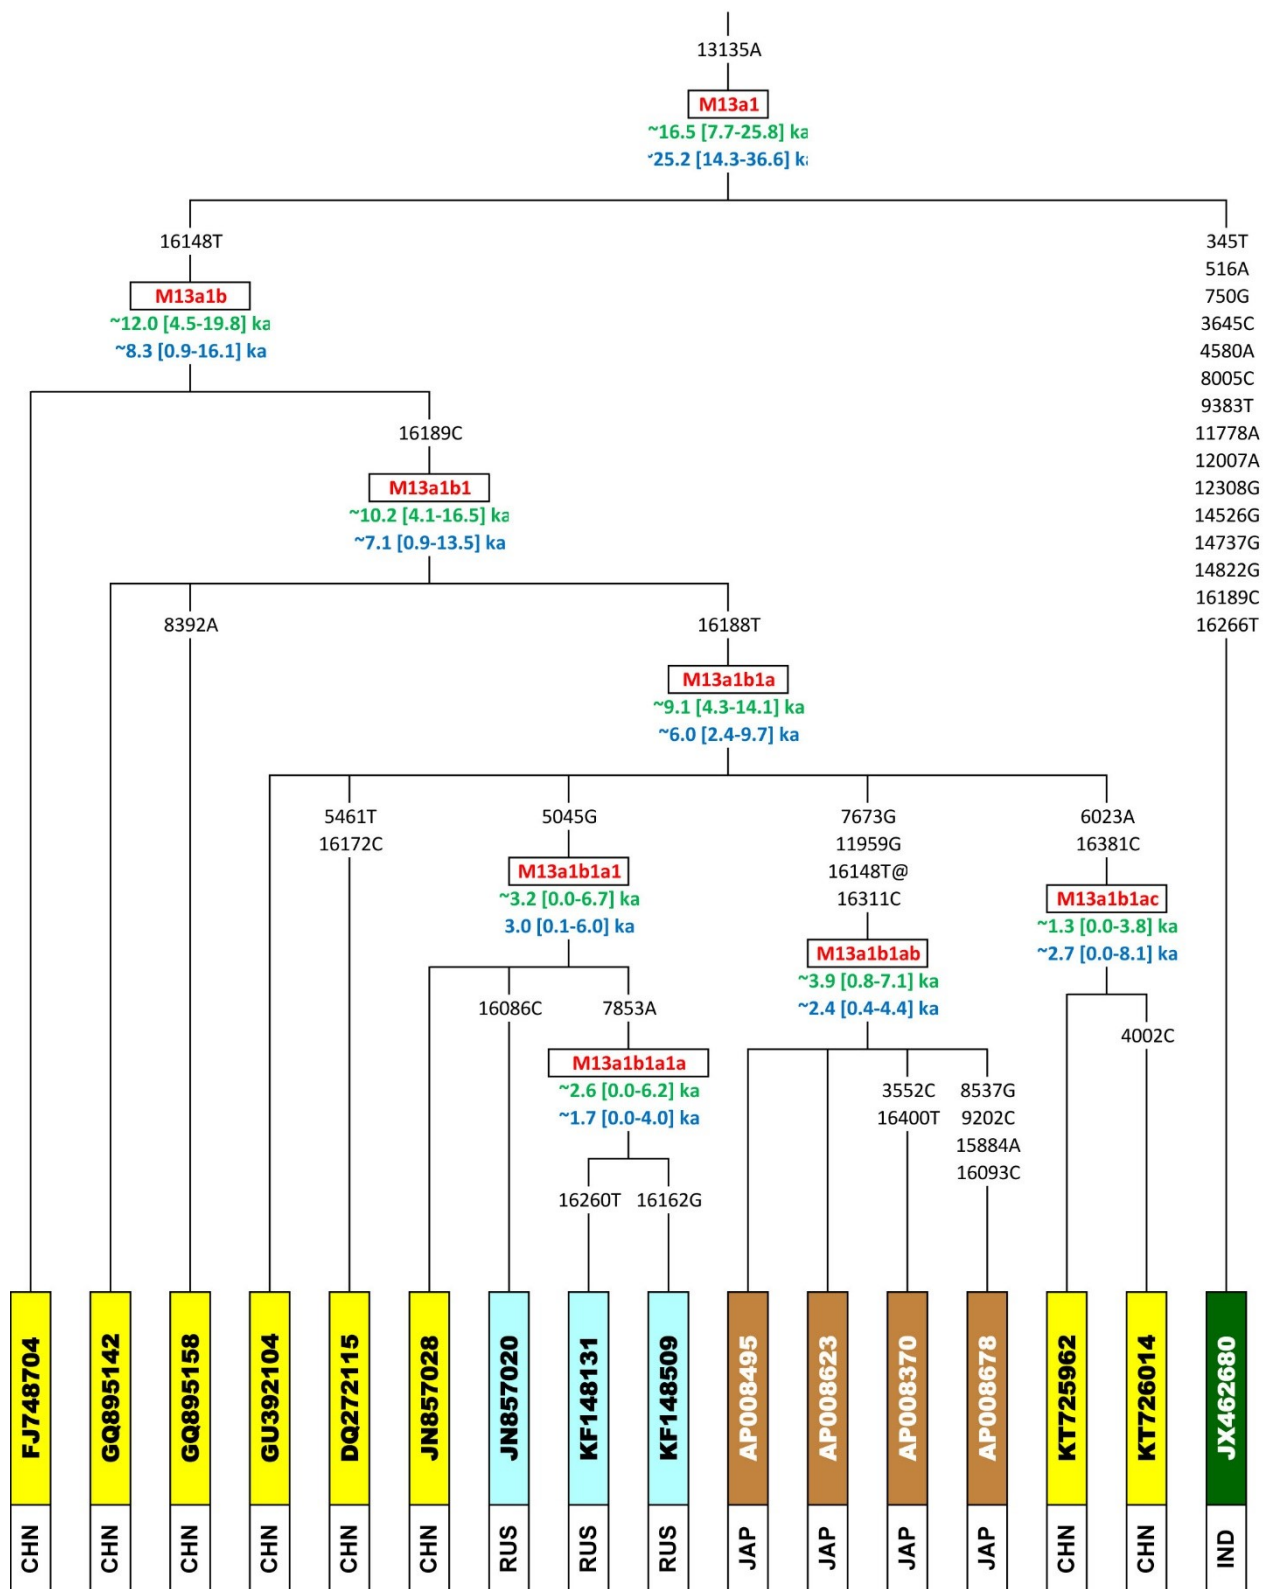 13135A
M13a1
~16.5 [7.7-25.8] ka
~25.2 [14.3-36.6] k
16148T
M13a1b
~12.0 [4.5-19.8] ka
~8.3 [0.9-16.1] ka
345T
516A
750G
3645C
4580A
8005C
9383T
11778A
12007A
12308G
14526G
14737G
14822G
16189C
16266T
16189C
M13a1b1
~10.2 [4.1-16.5] ka
~7.1 [0.9-13.5] ka
8392A
16188T
M13a1b1a
~9.1 [4.3-14.1] ka
~6.0 [2.4-9.7] ka
5461T
16172C
5045G
M13a1b1a1
~3.2 [0.0-6.7] ka
3.0 [0.1-6.0] ka
7673G
11959G
16148T@
16311C
M13a1b1ab
~3.9 [0.8-7.1] ka
~2.4 [0.4-4.4] ka
6023A
16381C
M13a1b1ac
~1.3 [0.0-3.8] ka
~2.7 [0.0-8.1] ka
16086C
7853A
M13a1b1a1a
~2.6 [0.0-6.2] ka
~1.7 [0.0-4.0] ka
16260T
16162G
3552C
16400T
8537G
9202C
15884A
16093C
4002C
FJ748704
GQ895142
GQ895158
GU392104
DQ272115
JN857028
JN857020
KF148131
KF148509
AP008495
AP008623
AP008370
AP008678
KT725962
KT726014
JX462680
CHN
CHN
CHN
CHN
CHN
CHN
RUS
RUS
RUS
JAP
JAP
JAP
JAP
CHN
CHN
IND